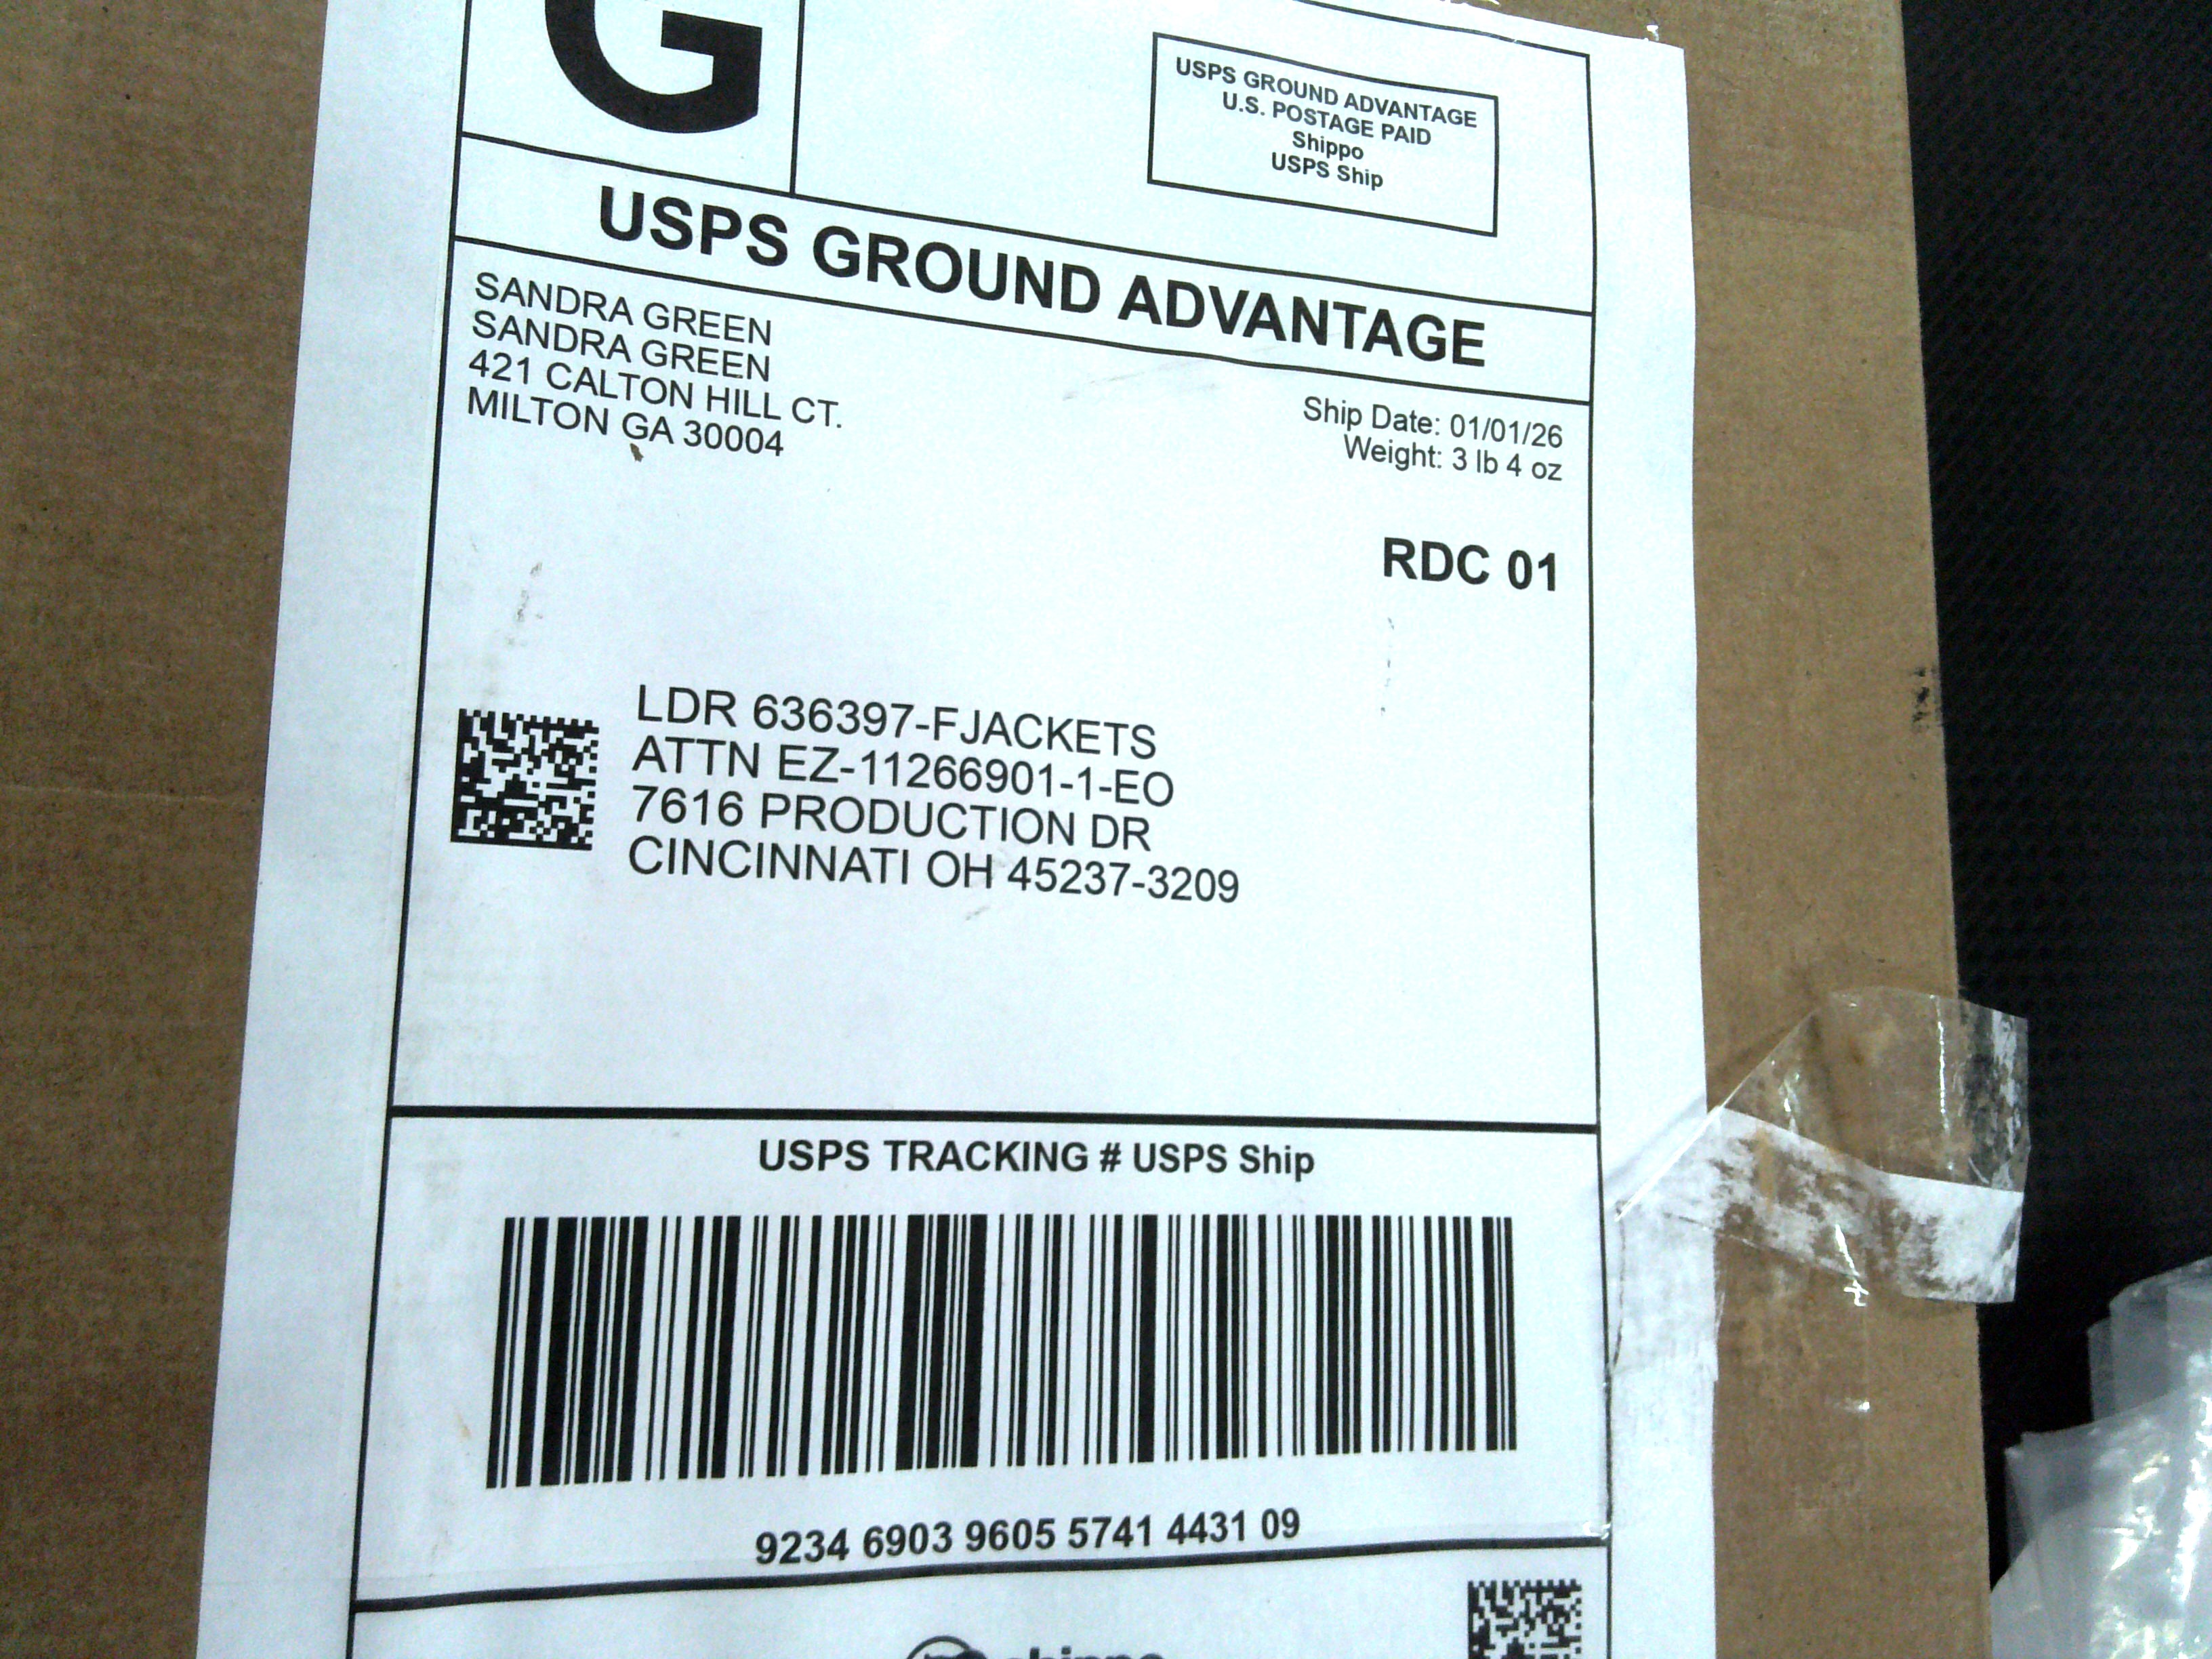 G
USPS GROUND ADVANTAGE
U.S. POSTAGE PAID
Shippo
USPS Ship
USPS GROUND ADVANTAGE
SANDRA GREEN
SANDRA GREEN
421 CALTON HILL CT.
MILTON GA 30004
Ship Date: 01/01/26
Weight: 3 lb 4 oz
RDC 01
LDR 636397-FJACKETS
ATTN EZ-11266901-1-EO
7616 PRODUCTION DR
CINCINNATI OH 45237-3209
USPS TRACKING # USPS Ship
9234 6903 9605 5741 4431 09